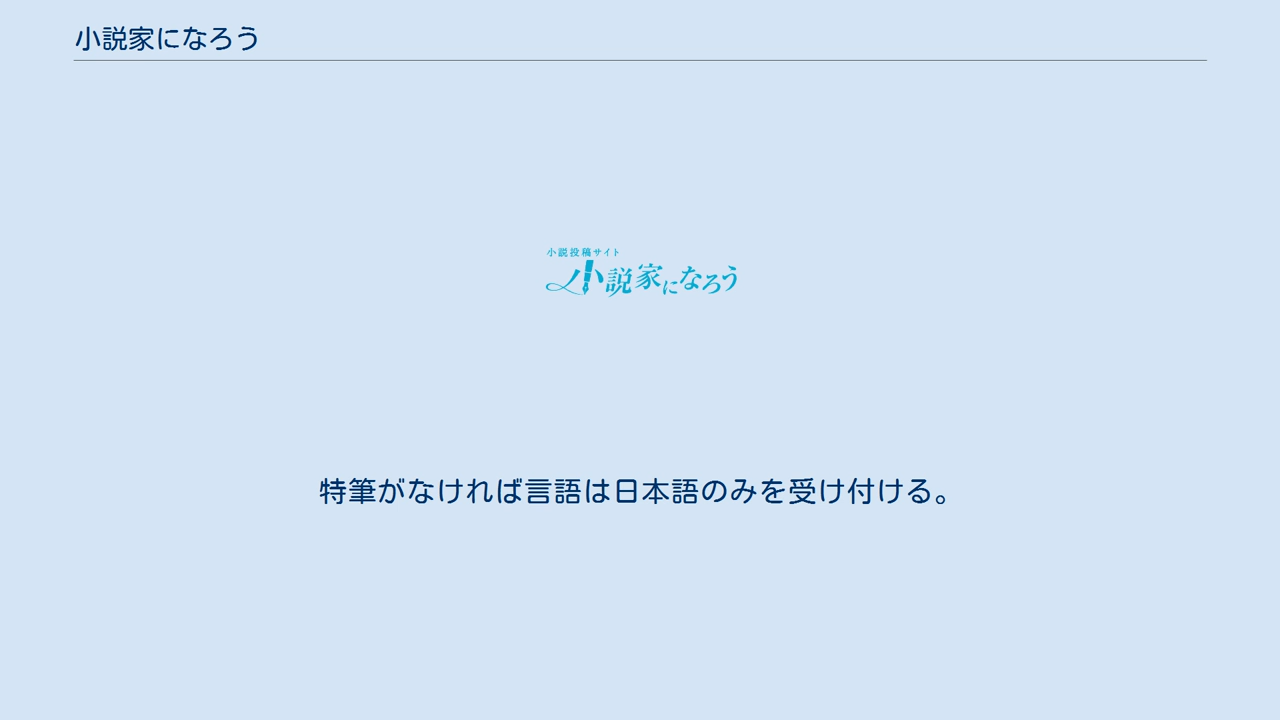 小説家になろう
小説投稿サイト
小説家になろう
特筆がなければ言語は日本語のみを受け付ける。